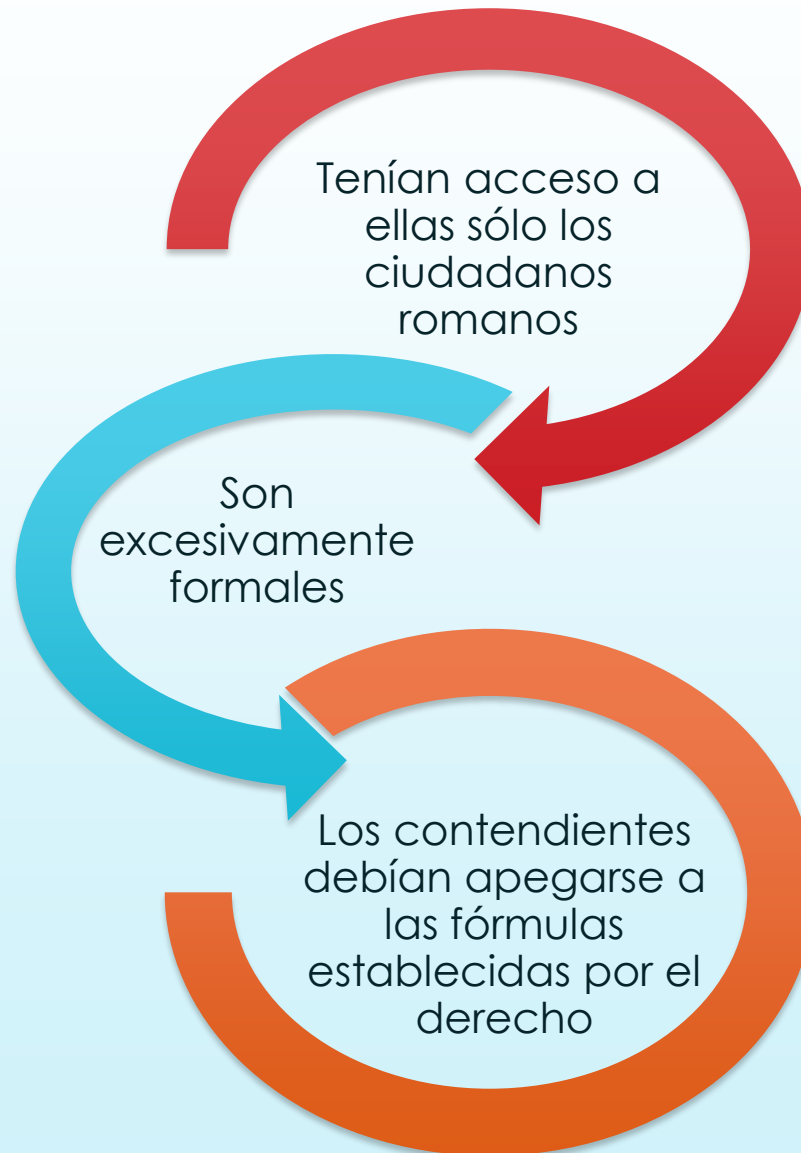 Tenían acceso a
ellas sólo los
ciudadanos
romanos
Son
excesivamente
formales
Los contendientes
debían apegarse a
las fórmulas
establecidas por el
derecho